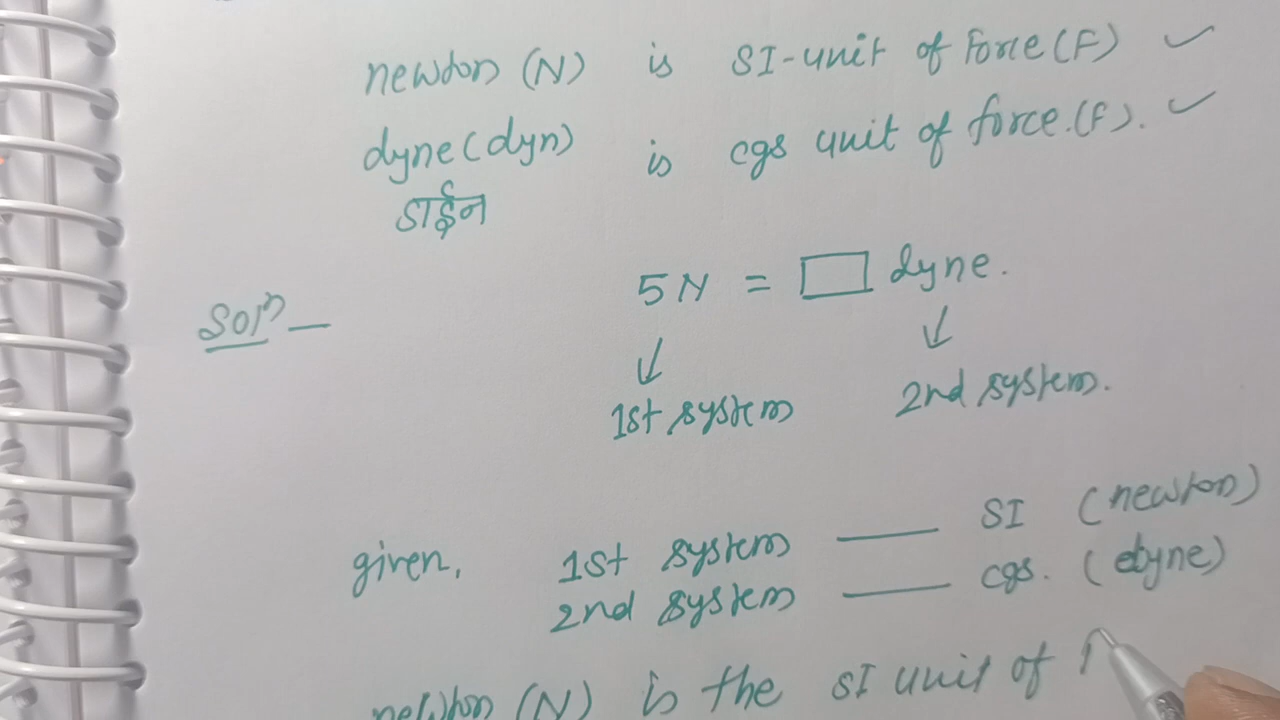 newton (N) is SI-unit of Force (F) ✓
dyne (dyn) is cgs unit of force. (F). ✓
डाईन
Solⁿ— 5N = □ dyne.
↓ ↓
1st system 2nd system.
given, 1st system —— SI (newton)
2nd system —— cgs. (dyne)
newton (N) is the SI unit of